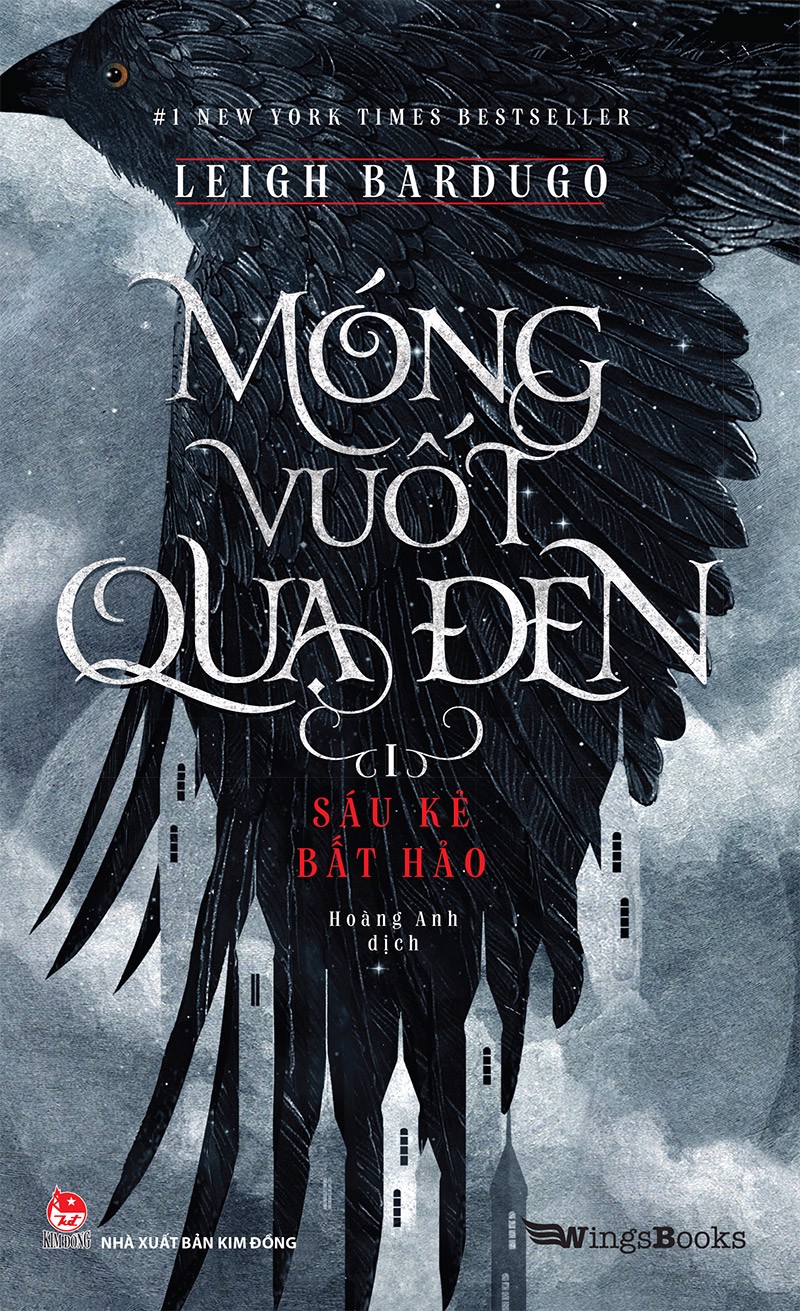 #1 NEW YORK TIMES BESTSELLER
LEIGH BARDUGO
MÓNG
VUỐT
QUẠ ĐEN
I
SÁU KẺ
BẤT HẢO
Hoàng Anh
dịch
KIM ĐỒNG
NHÀ XUẤT BẢN KIM ĐỒNG
WingsBooks